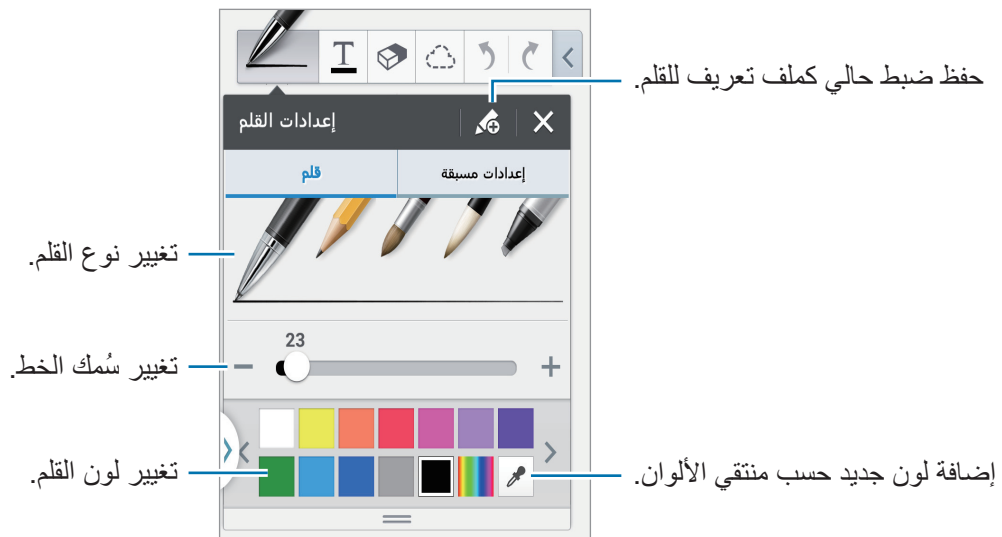 T
حفظ ضبط حالي كملف تعريف للقلم.
إعدادات القلم
قلم
إعدادات مسبقة
تغيير نوع القلم.
23
تغيير سُمك الخط.
تغيير لون القلم.
إضافة لون جديد حسب منتقي الألوان.